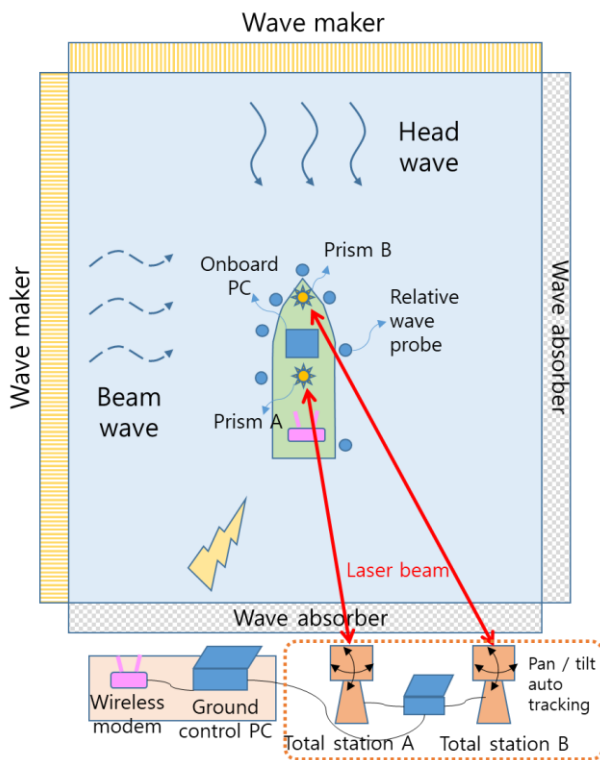 Wave maker
Wave maker
Head
wave
Prism B
Onboard
PC
Relative
wave
probe
Wave absorber
Beam
wave
Prism A
Laser beam
Wave absorber
Wireless
modem
Ground
control PC
Pan / tilt
auto
tracking
Total station A
Total station B